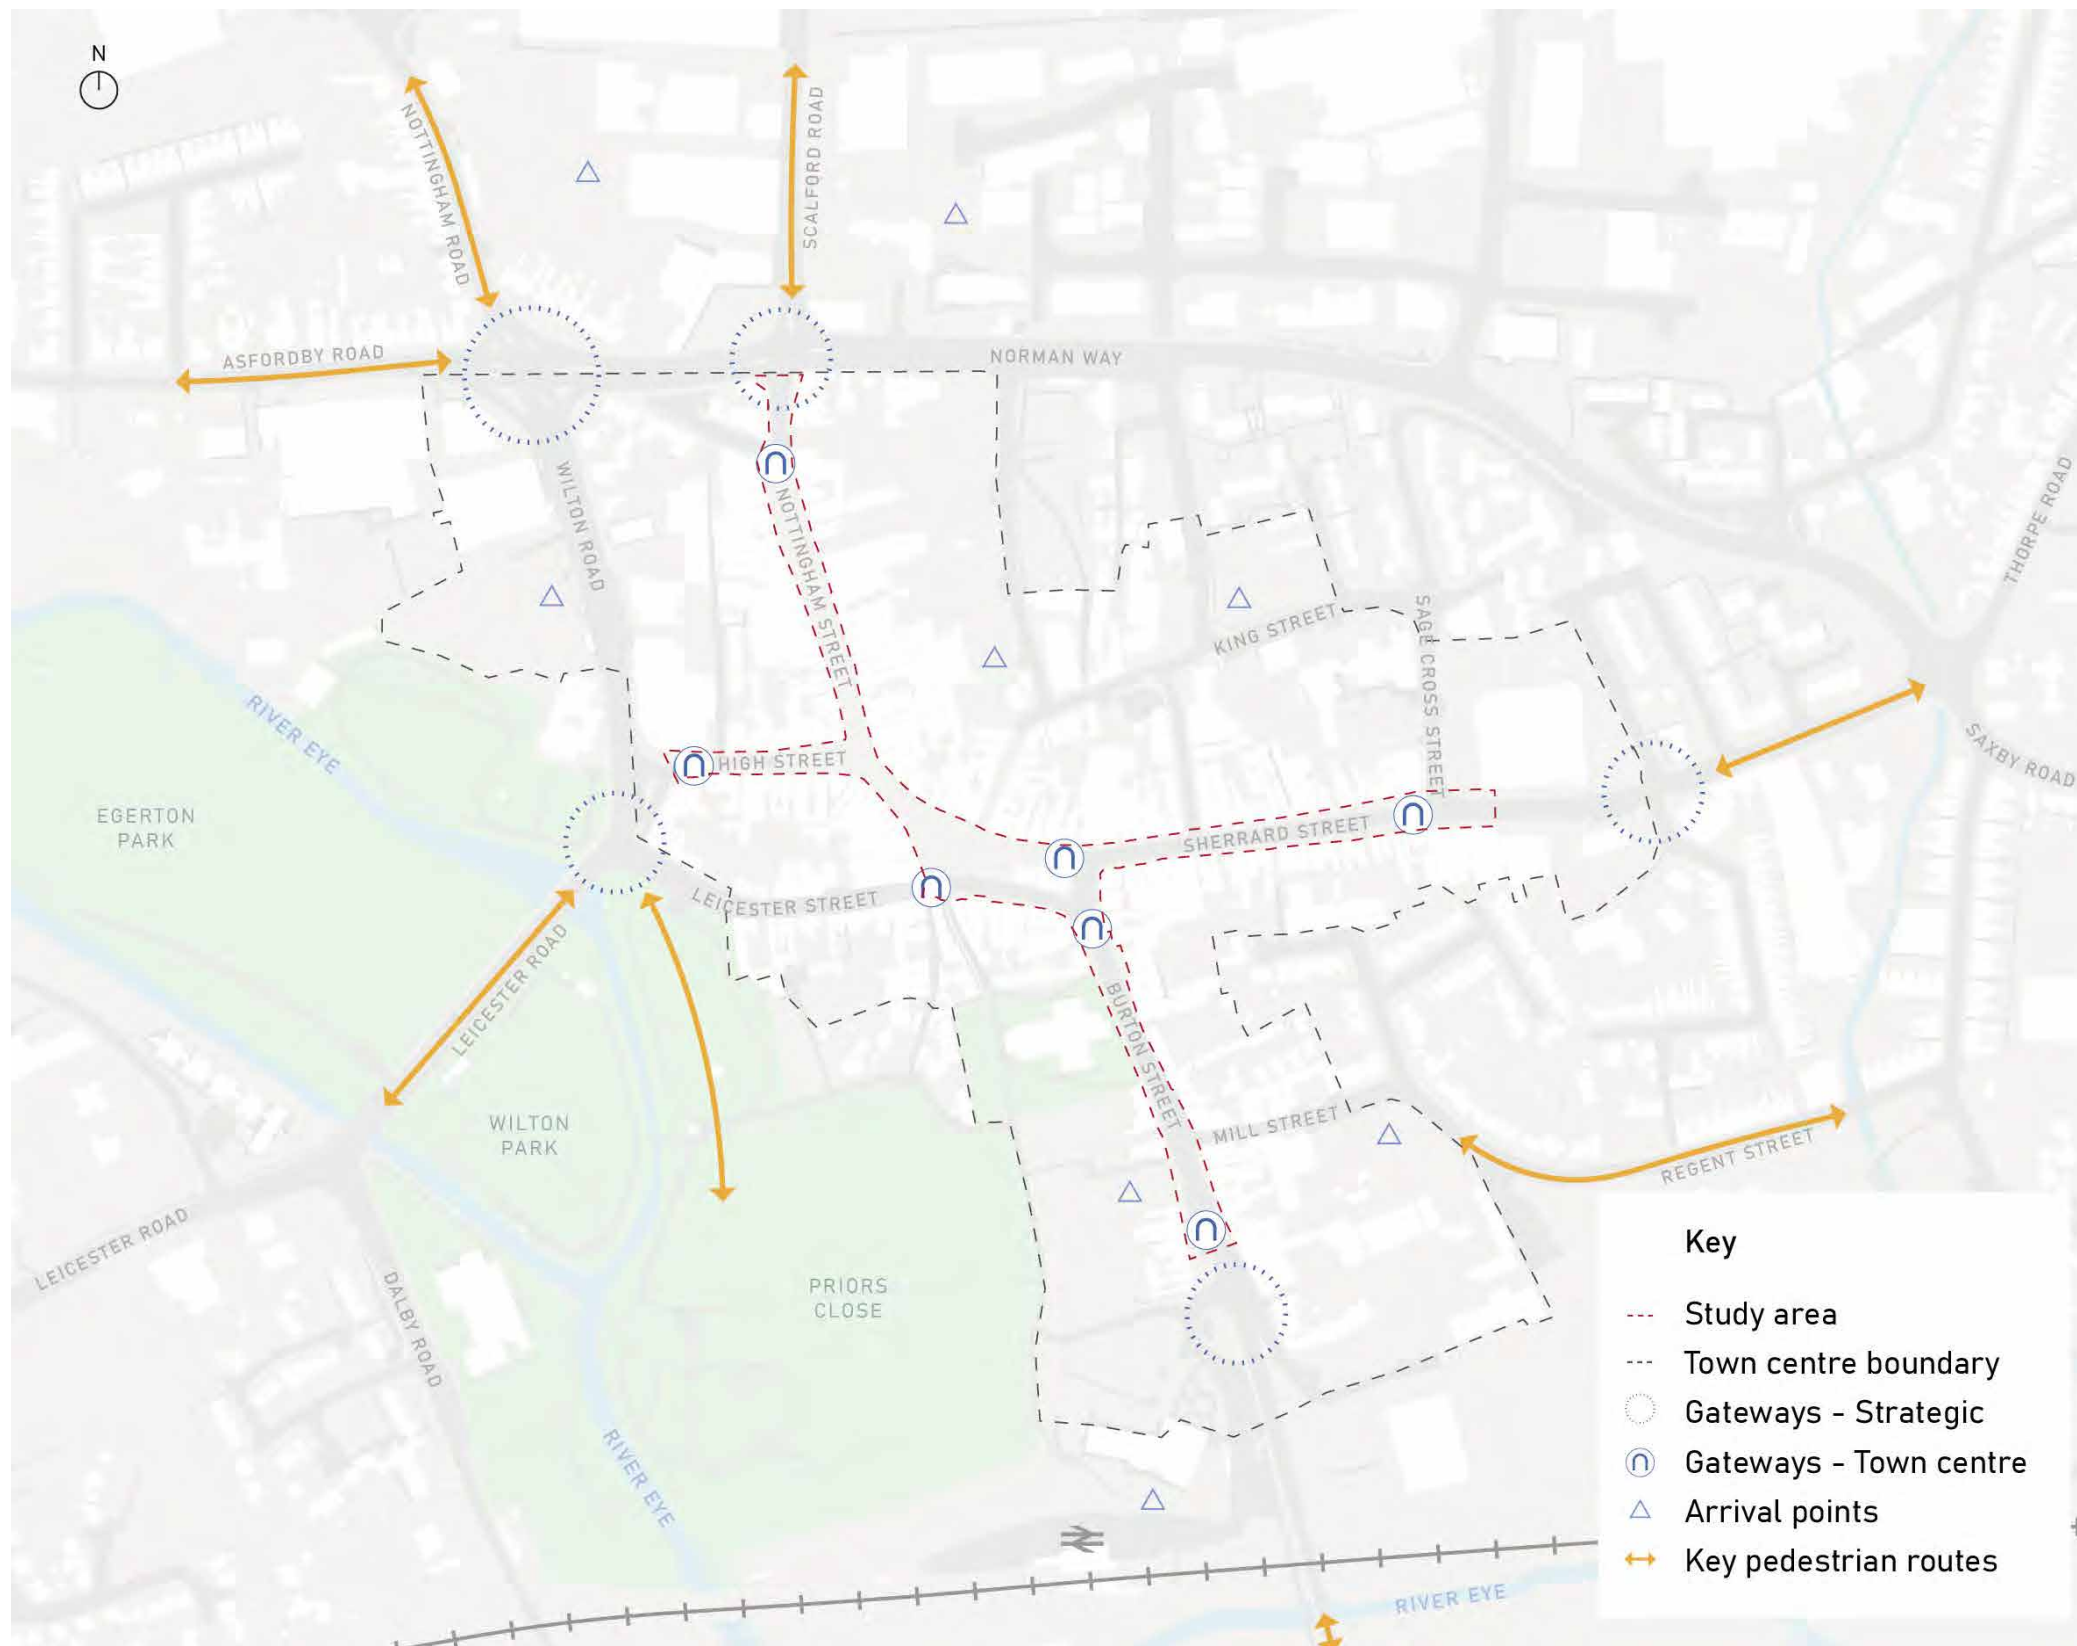 N
NOTTINGHAM ROAD
SCALFORD ROAD
ASFORDBY ROAD
NORMAN WAY
WILTON ROAD
NOTTINGHAM STREET
THORPE ROAD
KING STREET
SAGE CROSS STREET
RIVER EYE
HIGH STREET
SAXBY ROAD
EGERTON
PARK
SHERRARD STREET
LEICESTER STREET
LEICESTER ROAD
BURTON STREET
WILTON
PARK
MILL STREET
REGENT STREET
LEICESTER ROAD
DALBY ROAD
PRIORS
CLOSE
RIVER EYE
RIVER EYE
Key
Study area
Town centre boundary
Gateways - Strategic
Gateways - Town centre
Arrival points
Key pedestrian routes